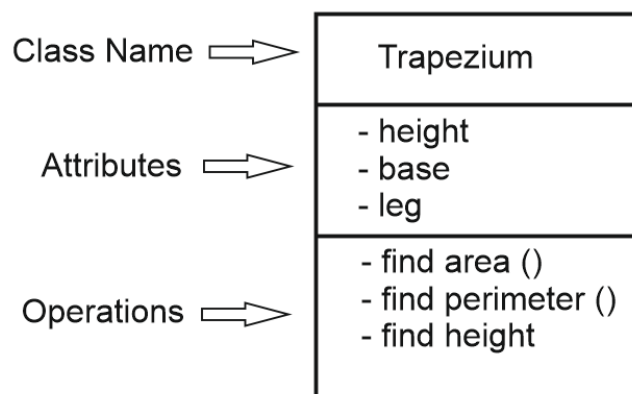 Class Name
Trapezium
Attributes
- height
- base
- leg
Operations
- find area ()
- find perimeter ()
- find height